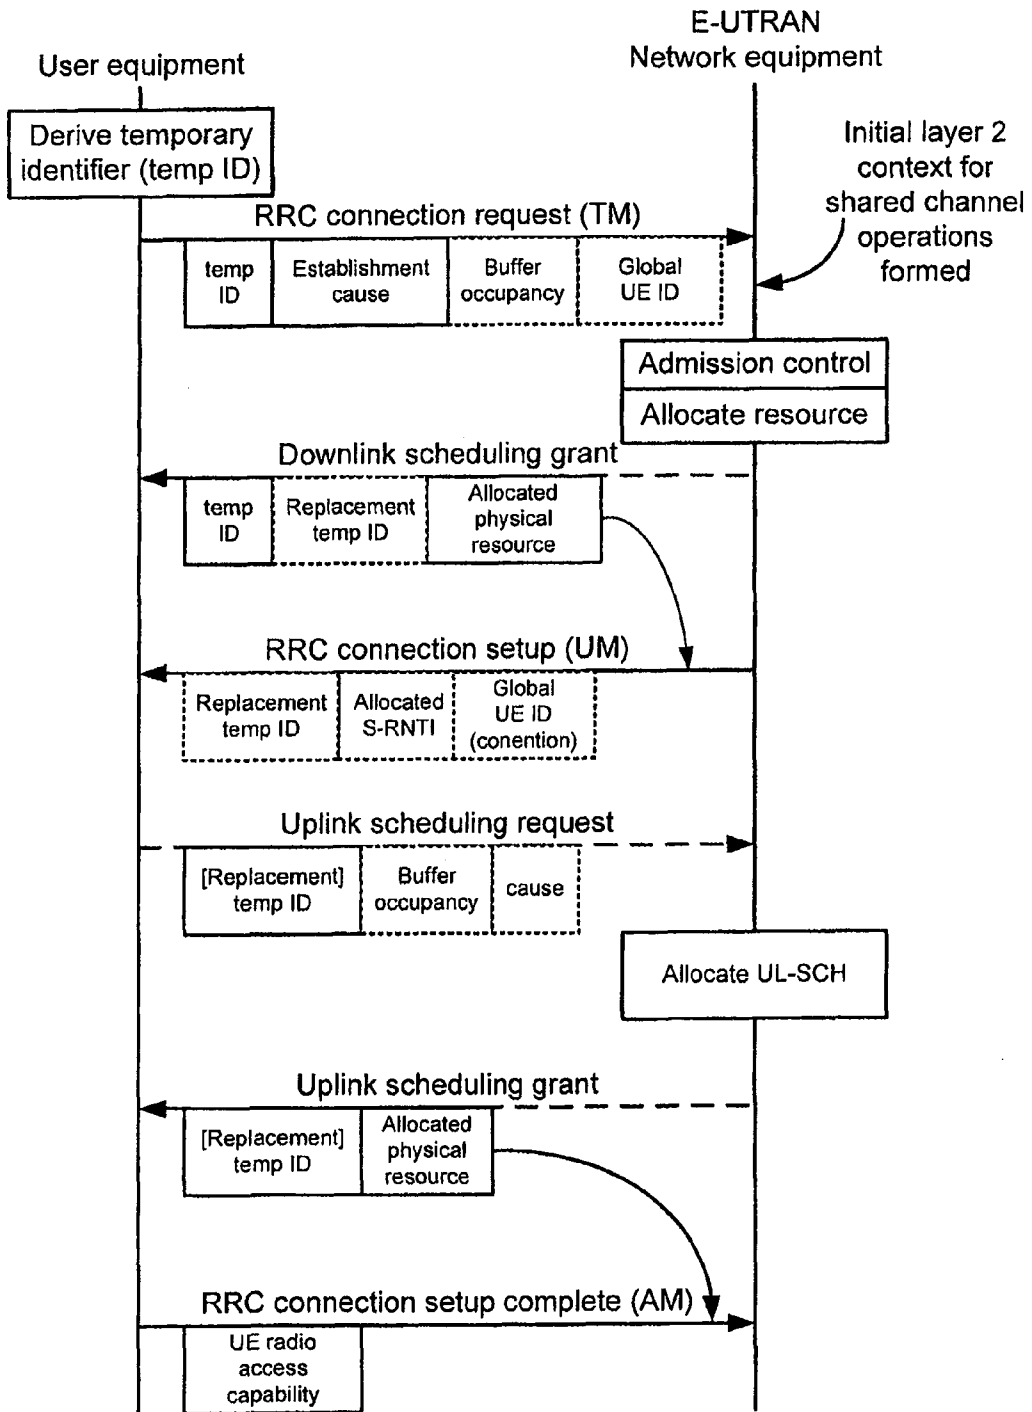 E-UTRAN
Network equipment
User equipment
Derive temporary
identifier (temp ID)
Initial layer 2
context for
shared channel
operations
formed
RRC connection request (TM)
temp
ID
Establishment
cause
Buffer
occupancy
Global
UE ID
Admission control
Allocate resource
Downlink scheduling grant
temp
ID
Replacement
temp ID
Allocated
physical
resource
RRC connection setup (UM)
Replacement
temp ID
Allocated
S-RNTI
Global
UE ID
(conention)
Uplink scheduling request
[Replacement]
temp ID
Buffer
occupancy
cause
Allocate UL-SCH
Uplink scheduling grant
[Replacement]
temp ID
Allocated
physical
resource
RRC connection setup complete (AM)
UE radio
access
capability